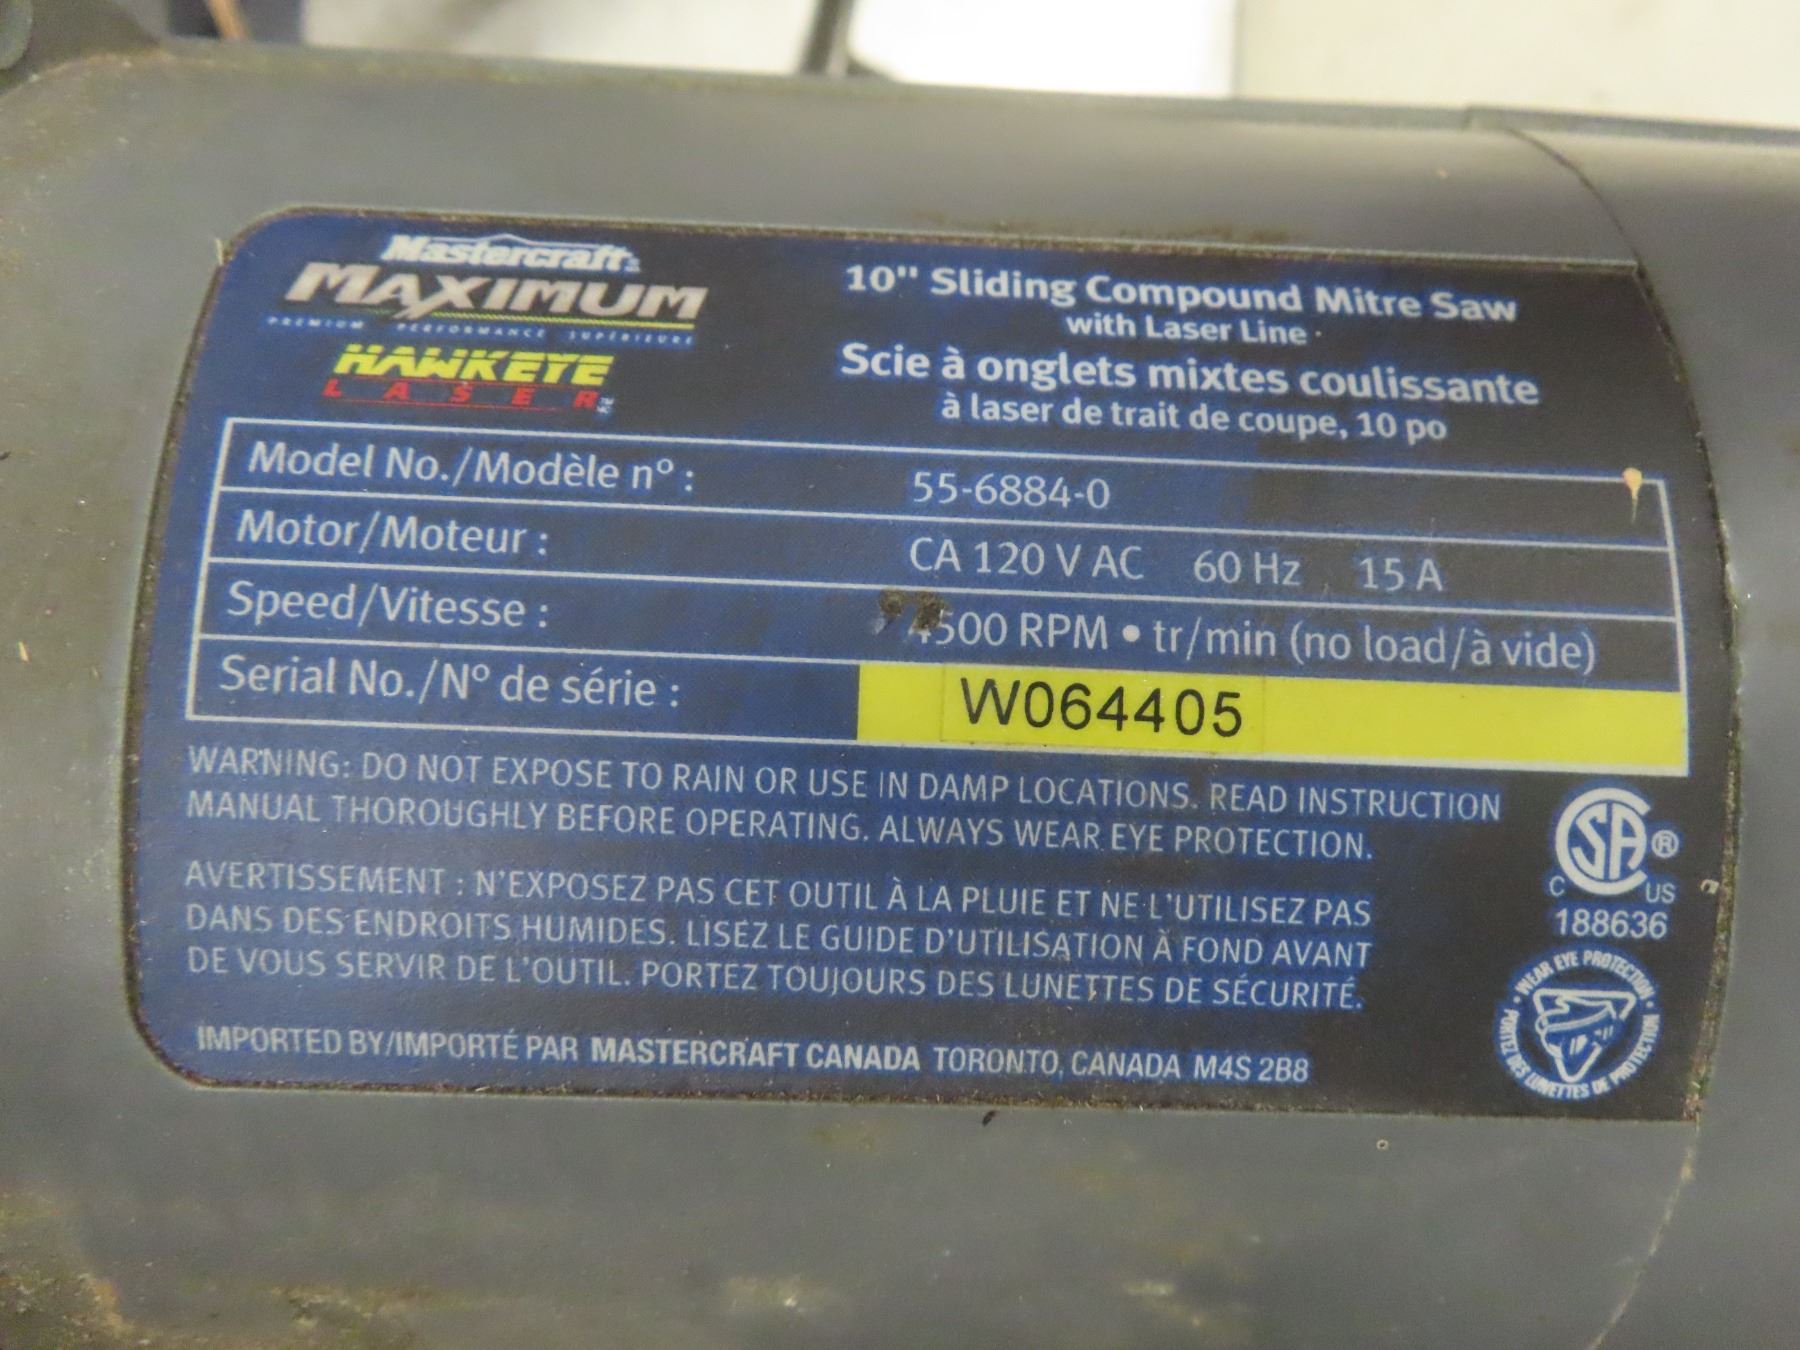 Mastercraft
MAXIMUM
PREMIUM PERFORMANCE SUPÉRIEURE
HAWKEYE
LASER™
10" Sliding Compound Mitre Saw
with Laser Line
Scie à onglets mixtes coulissante
à laser de trait de coupe, 10 po
Model No./Modèle nº : 55-6884-0
Motor/Moteur : CA 120 V AC 60 Hz 15 A
Speed/Vitesse : 4500 RPM • tr/min (no load/à vide)
Serial No./Nº de série : W064405
WARNING: DO NOT EXPOSE TO RAIN OR USE IN DAMP LOCATIONS. READ INSTRUCTION
MANUAL THOROUGHLY BEFORE OPERATING. ALWAYS WEAR EYE PROTECTION.
AVERTISSEMENT : N'EXPOSEZ PAS CET OUTIL À LA PLUIE ET NE L'UTILISEZ PAS
DANS DES ENDROITS HUMIDES. LISEZ LE GUIDE D'UTILISATION À FOND AVANT
DE VOUS SERVIR DE L'OUTIL. PORTEZ TOUJOURS DES LUNETTES DE SÉCURITÉ.
IMPORTED BY/IMPORTÉ PAR MASTERCRAFT CANADA TORONTO, CANADA M4S 2B8
CSA®
C US
188636
• WEAR EYE PROTECTION •
PORTEZ DES LUNETTES DE PROTECTION